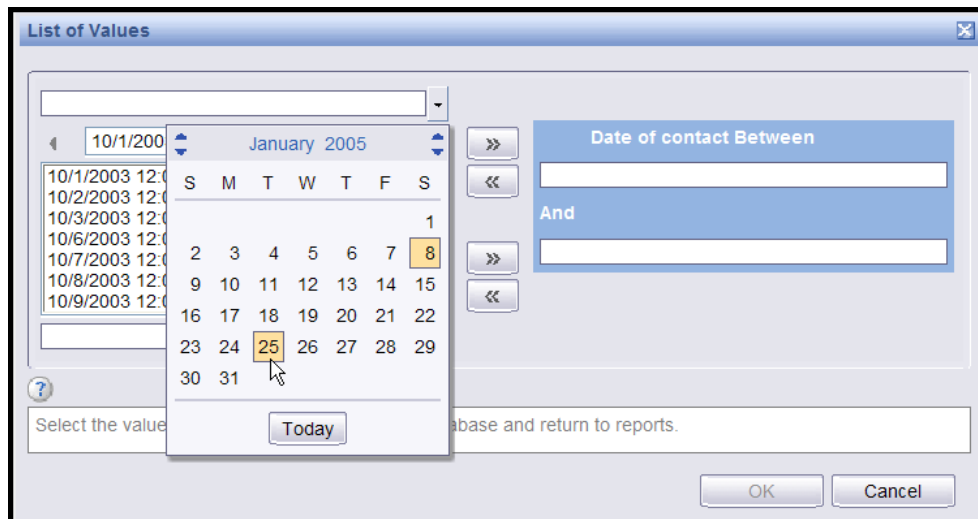 List of Values
10/1/200
January 2005
S M T W T F S
1
2 3 4 5 6 7 8
9 10 11 12 13 14 15
16 17 18 19 20 21 22
23 24 25 26 27 28 29
30 31
Today
10/1/2003 12:0
10/2/2003 12:0
10/3/2003 12:0
10/6/2003 12:0
10/7/2003 12:0
10/8/2003 12:0
10/9/2003 12:0
>>
<<
>>
<<
Date of contact Between
And
?
Select the value abase and return to reports.
OK Cancel